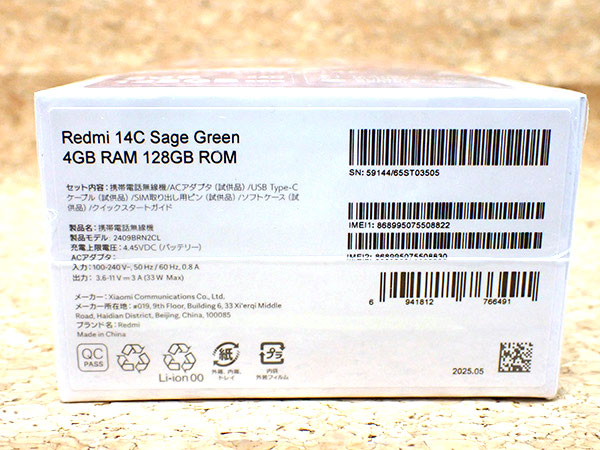 Redmi 14C Sage Green
4GB RAM 128GB ROM
SN: 59144/65ST03505
セット内容：携帯電話無線機/ACアダプタ (試供品) /USB Type-C
ケーブル (試供品) /SIM取り出し用ピン (試供品) /ソフトケース (試
供品) /クイックスタートガイド
IMEI1: 868995075508822
製品名：携帯電話無線機
製品モデル：2409BRN2CL
充電上限電圧：4.45VDC (バッテリー)
IMEI2: 868995075508830
ACアダプタ：
入力：100-240V~, 50 Hz / 60 Hz, 0.8 A
出力：3.6-11V⎓3A (33 W Max)
メーカー：Xiaomi Communications Co., Ltd.
メーカー所在地：#019, 9th Floor, Building 6, 33 Xi'erqi Middle
Road, Haidian District, Beijing, China, 100085
ブランド名：Redmi
Made in China
6 941812 766491
QC
PASS
Li-ion 00
紙
外箱、内箱、
トレイ
プラ
内容
外箱フィルム
2025.05